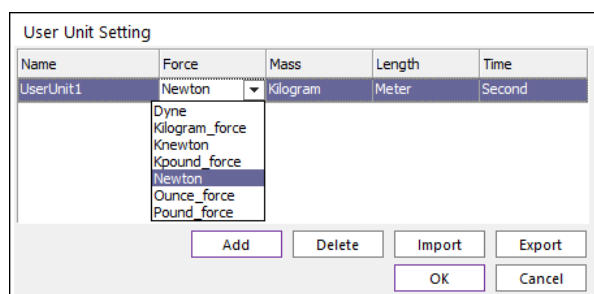 User Unit Setting
Name Force Mass Length Time
UserUnit1 Newton Kilogram Meter Second
Dyne
Kilogram_force
Knewton
Kpound_force
Newton
Ounce_force
Pound_force
Add Delete Import Export
OK Cancel